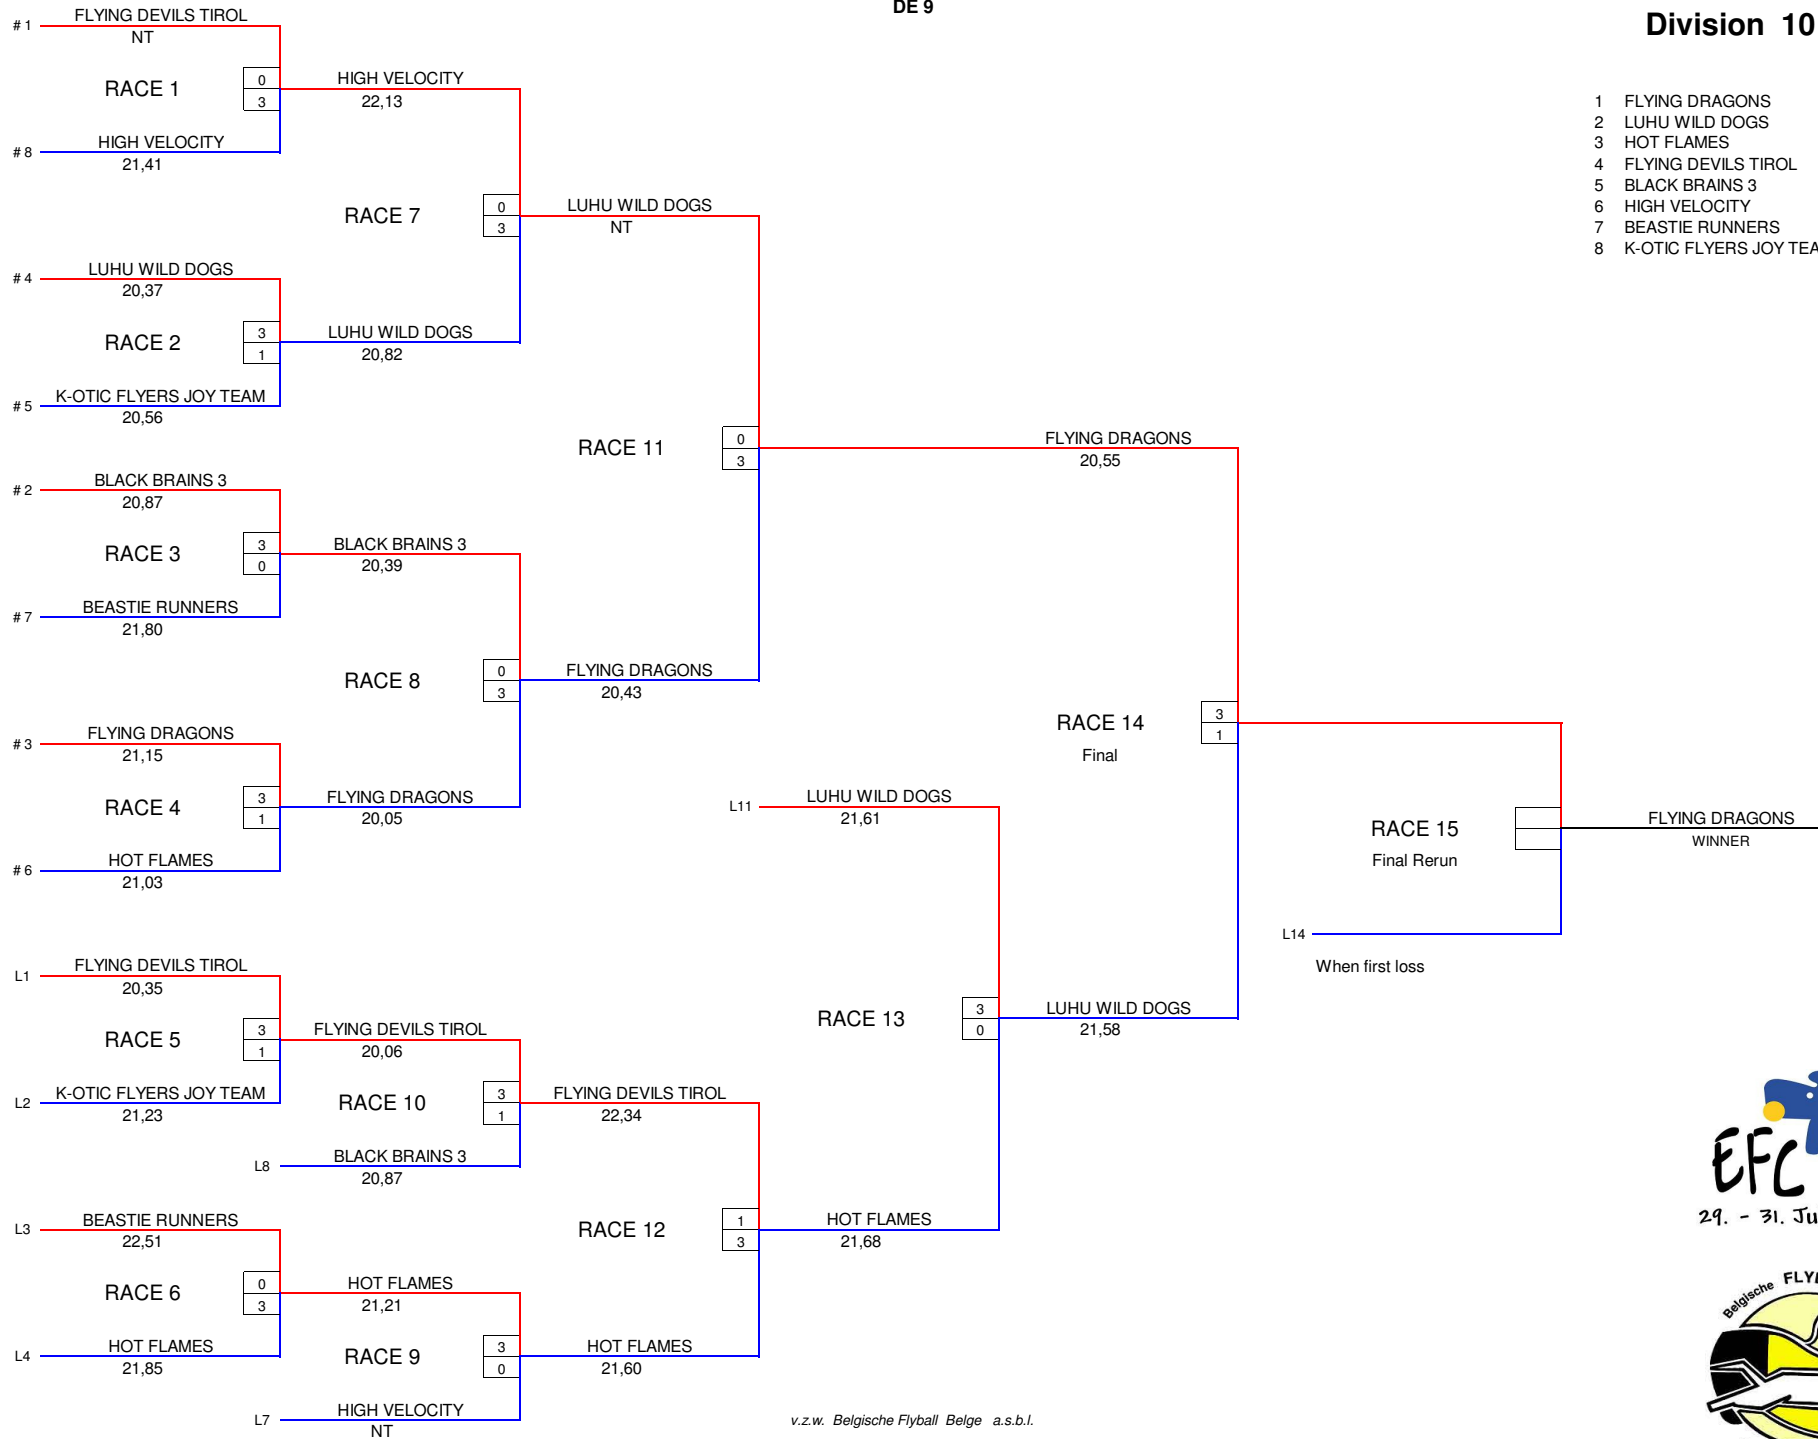 DE 9
Division 10
1 FLYING DRAGONS
2 LUHU WILD DOGS
3 HOT FLAMES
4 FLYING DEVILS TIROL
5 BLACK BRAINS 3
6 HIGH VELOCITY
7 BEASTIE RUNNERS
8 K-OTIC FLYERS JOY
# 1 FLYING DEVILS TIROL
NT
RACE 1
0
3
# 8 HIGH VELOCITY
21,41
HIGH VELOCITY
22,13
RACE 7
0
3
# 4 LUHU WILD DOGS
20,37
RACE 2
3
1
# 5 K-OTIC FLYERS JOY TEAM
20,56
LUHU WILD DOGS
20,82
LUHU WILD DOGS
NT
RACE 11
0
3
# 2 BLACK BRAINS 3
20,87
RACE 3
3
0
# 7 BEASTIE RUNNERS
21,80
BLACK BRAINS 3
20,39
RACE 8
0
3
# 3 FLYING DRAGONS
21,15
RACE 4
3
1
# 6 HOT FLAMES
21,03
FLYING DRAGONS
20,05
FLYING DRAGONS
20,43
FLYING DRAGONS
20,55
RACE 14
Final
3
1
L11 LUHU WILD DOGS
21,61
RACE 13
3
0
LUHU WILD DOGS
21,58
RACE 15
Final Rerun
FLYING DRAGONS
WINNER
L14
When first loss
L1 FLYING DEVILS TIROL
20,35
RACE 5
3
1
L2 K-OTIC FLYERS JOY TEAM
21,23
FLYING DEVILS TIROL
20,06
RACE 10
3
1
L8 BLACK BRAINS 3
20,87
FLYING DEVILS TIROL
22,34
RACE 12
1
3
HOT FLAMES
21,68
L3 BEASTIE RUNNERS
22,51
RACE 6
0
3
L4 HOT FLAMES
21,85
HOT FLAMES
21,21
RACE 9
3
0
L7 HIGH VELOCITY
NT
HOT FLAMES
21,60
v.z.w. Belgische Flyball Belge a.s.b.l.
EFC
29. - 31.
Belgische